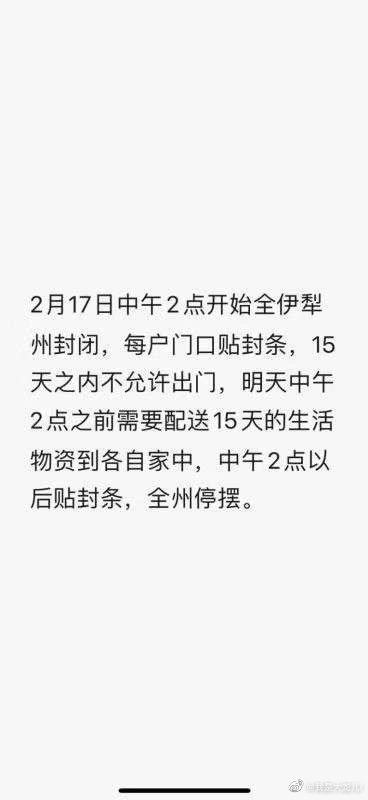 2月17日中午2点开始全伊犁
州封闭，每户门口贴封条，15
天之内不允许出门，明天中午
2点之前需要配送15天的生活
物资到各自家中，中午2点以
后贴封条，全州停摆。